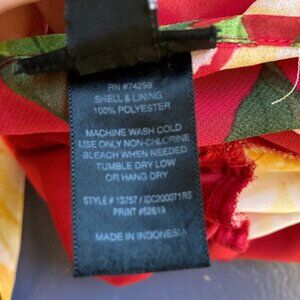 RN #74299
SHELL & LINING:
100% POLYESTER
MACHINE WASH COLD
USE ONLY NON-CHLORINE
BLEACH WHEN NEEDED
TUMBLE DRY LOW
OR HANG DRY
STYLE # 13757 / IDC200071RS
PRINT #52619
MADE IN INDONESIA